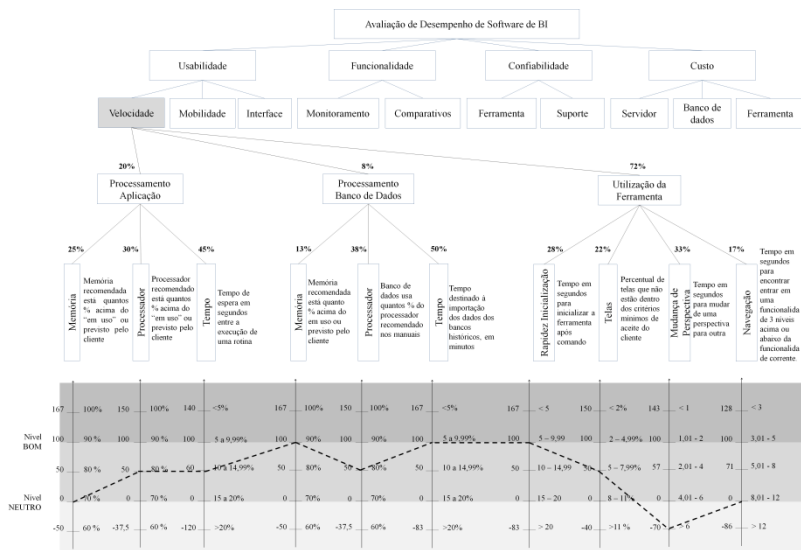 Avaliação de Desempenho de Software de BI
Usabilidade
Funcionalidade
Confiabilidade
Custo
Velocidade
Mobilidade
Interface
Monitoramento
Comparativos
Ferramenta
Suporte
Servidor
Banco de
dados
Ferramenta
20%
8%
72%
Processamento
Aplicação
Processamento
Banco de Dados
Utilização da
Ferramenta
25%
30%
45%
13%
38%
50%
28%
22%
33%
17%
Memória
Memória
recomendada
está quantos
% acima do
"em uso" ou
previsto pelo
cliente
Processador
Processador
recomendado
está quantos
% acima do
"em uso" ou
previsto pelo
cliente
Tempo
Tempo de
espera em
segundos
entre a
execução de
uma rotina
Memória
Memória
recomendada
está quantos
% acima do
em uso ou
previsto pelo
cliente
Processador
Banco de
dados usa
quantos % do
processador
recomendado
nos manuais
Tempo
Tempo
destinado à
importação
dos dados
dos bancos
históricos, em
minutos
Rapidez Inicialização
Tempo em
segundos
para
inicializar a
ferramenta
após
comando
Telas
Percentual de
telas que não
estão dentro
dos critérios
mínimos de
aceite do
cliente
Mudança de
Perspectiva
Tempo em
segundos
para mudar
de uma
perspectiva
para outra
Navegação
Tempo em
segundos
para
encontrar
entrar em
uma
funcionalida
de 3 níveis
acima ou
abaixo da
funcionalida
de corrente.
167 100% 150 100% 140 <5% 167 100% 150 100% 167 <5% 167 < 5 150 < 2% 143 < 1 128 < 3
Nível
BOM
100 90 % 100 90 % 100 5 a 9,99% 100 90% 100 90% 100 5 a 9,99% 100 5 – 9,99 100 2 – 4,99% 100 1,01 - 2 100 3,01 - 5
50 80% 50 80 % 60 10 a 14,99% 50 80% 50 80% 50 10 a 14,99% 50 10 – 14,99 50 5 – 7,99% 57 2,01 - 4 71 5,01 - 8
Nível
NEUTRO
0 70 % 0 70 % 0 15 a 20% 0 70 % 0 70 % 0 15 a 20% 0 15 – 20 0 8 – 11% 0 4,01 - 6 0 8,01 - 12
-50 60 % -37,5 60 % -120 >20% -50 60% -37,5 60% -83 >20% -83 > 20 -40 >11 % -70 > 6 -86 > 12